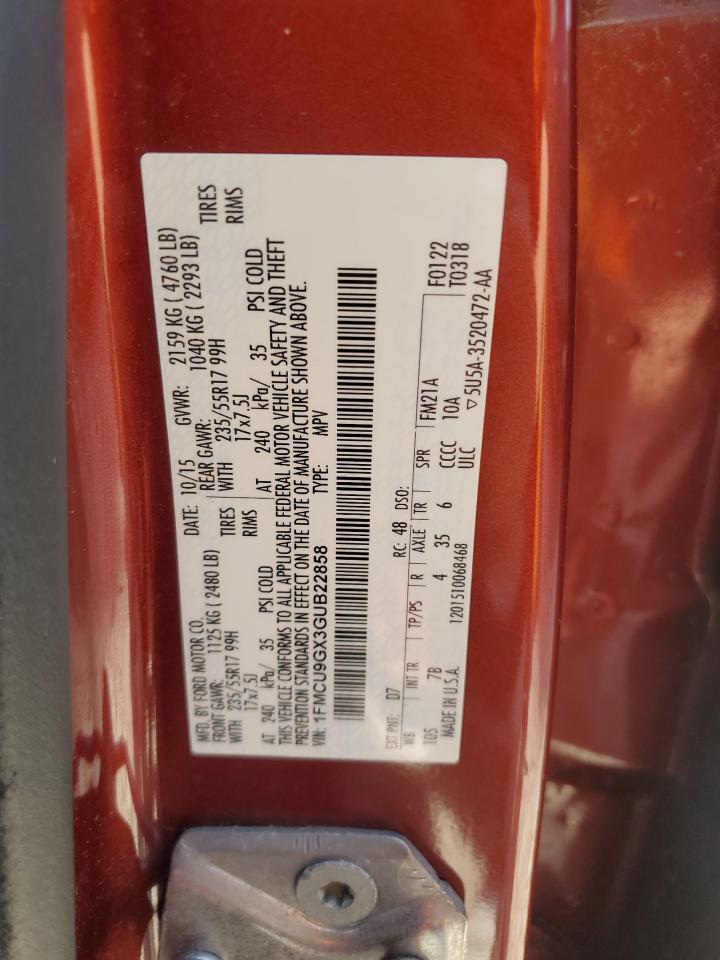 MFD. BY FORD MOTOR CO. DATE: 10/15 GVWR: 2159 KG ( 4760 LB)
FRONT GAWR: 1125 KG ( 2480 LB) REAR GAWR: 1040 KG ( 2293 LB)
WITH 235/55R17 99H TIRES WITH 235/55R17 99H TIRES
17x7.5J RIMS 17x7.5J RIMS
AT 240 kPa/ 35 PSI COLD AT 240 kPa/ 35 PSI COLD
THIS VEHICLE CONFORMS TO ALL APPLICABLE FEDERAL MOTOR VEHICLE SAFETY AND THEFT
PREVENTION STANDARDS IN EFFECT ON THE DATE OF MANUFACTURE SHOWN ABOVE.
VIN: 1FMCU9GX3GUB22858 TYPE: MPV
EXT PNT: D7 RC: 48 DSO: F0122
WB INT TR TP/PS R AXLE TR SPR FM21A T0318
105 7B 4 35 6 CCCC 10A
MADE IN U.S.A. 1201510068468 ULC ▽5U5A-3520472-AA